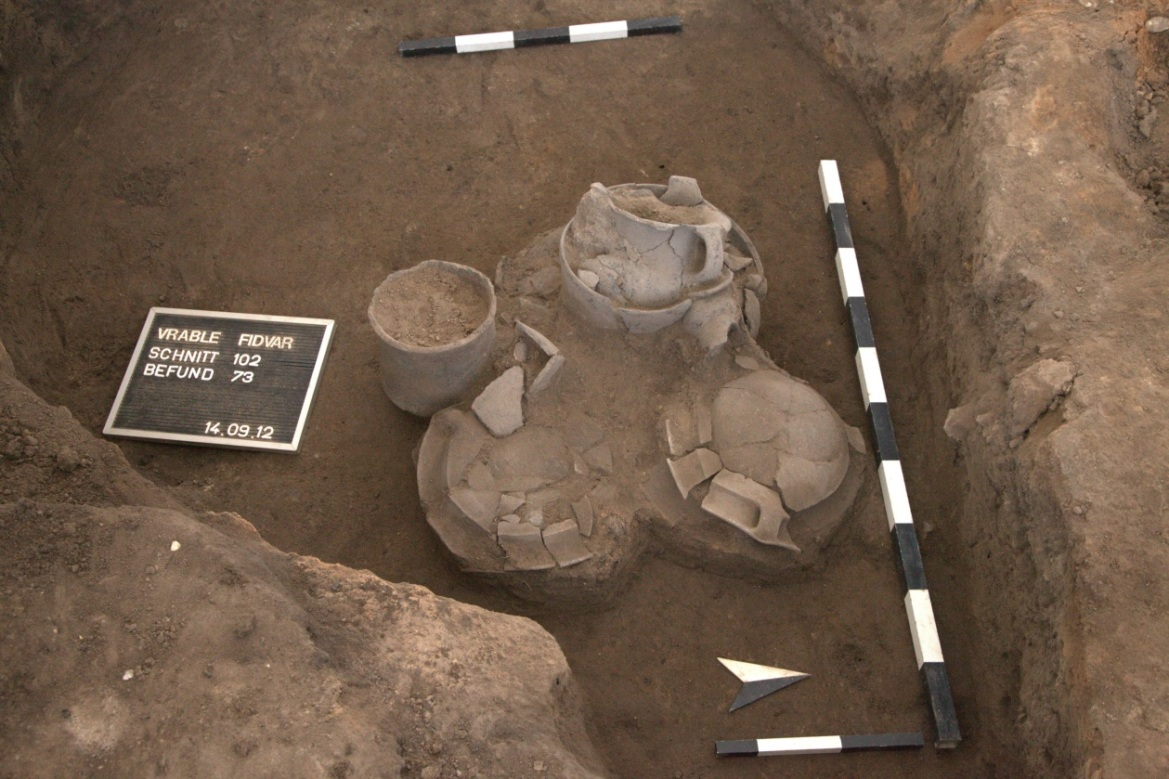 VRABLE FIDVAR
SCHNITT 102
BEFUND 73
14.09.12